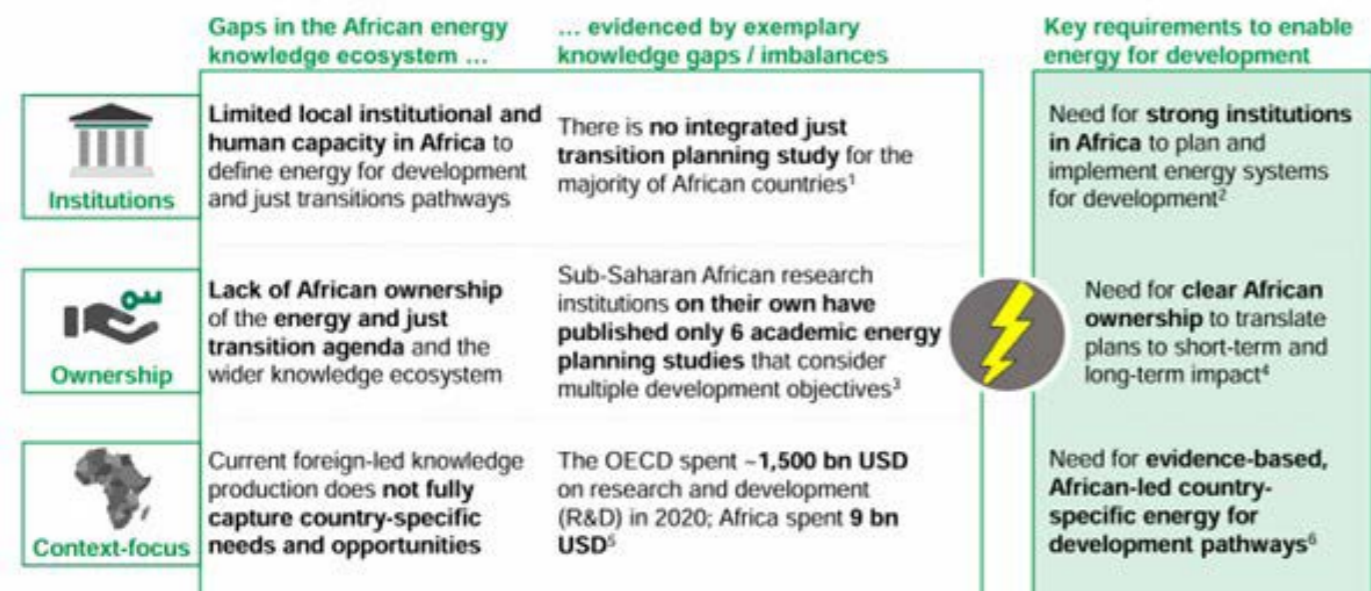 Gaps in the African energy
knowledge ecosystem ...
... evidenced by exemplary
knowledge gaps / imbalances
Key requirements to enable
energy for development
Institutions
Limited local institutional and
human capacity in Africa to
define energy for development
and just transitions pathways
There is no integrated just
transition planning study for the
majority of African countries¹
Need for strong institutions
in Africa to plan and
implement energy systems
for development²
Ownership
Lack of African ownership
of the energy and just
transition agenda and the
wider knowledge ecosystem
Sub-Saharan African research
institutions on their own have
published only 6 academic energy
planning studies that consider
multiple development objectives³
Need for clear African
ownership to translate
plans to short-term and
long-term impact⁴
Context-focus
Current foreign-led knowledge
production does not fully
capture country-specific
needs and opportunities
The OECD spent ~1,500 bn USD
on research and development
(R&D) in 2020; Africa spent 9 bn
USD⁵
Need for evidence-based,
African-led country-
specific energy for
development pathways⁶